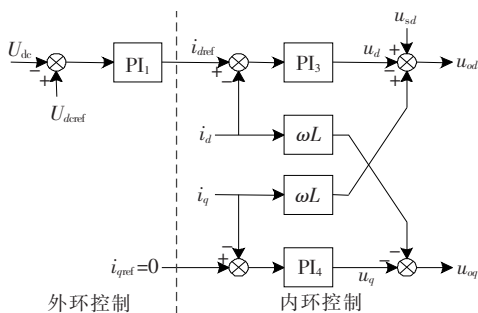 u_sd
U_dc
−
+
PI₁
i_dref
+
−
PI₃
u_d
−
+
+
u_od
U_dcref
i_d
ωL
i_q
ωL
i_qref=0
+
−
PI₄
u_q
−
−
u_oq
外环控制
内环控制